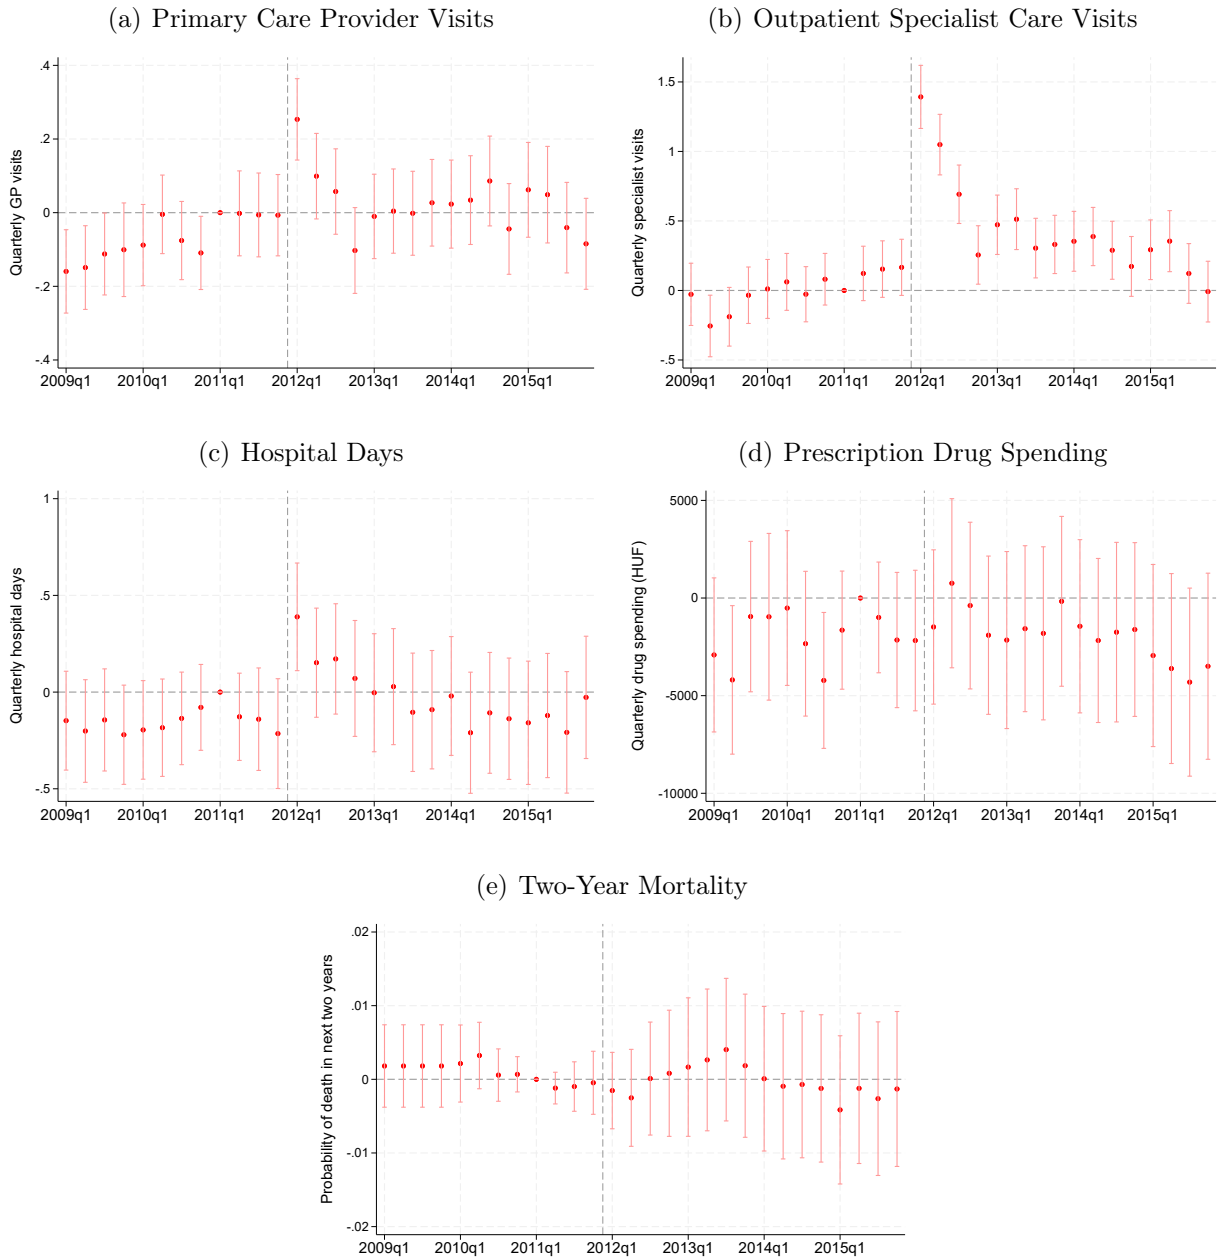 (a) Primary Care Provider Visits
Quarterly GP visits
.4
.2
0
-.2
-.4
2009q1 2010q1 2011q1 2012q1 2013q1 2014q1 2015q1
(b) Outpatient Specialist Care Visits
Quarterly specialist visits
1.5
1
.5
0
-.5
2009q1 2010q1 2011q1 2012q1 2013q1 2014q1 2015q1
(c) Hospital Days
Quarterly hospital days
1
.5
0
-.5
2009q1 2010q1 2011q1 2012q1 2013q1 2014q1 2015q1
(d) Prescription Drug Spending
Quarterly drug spending (HUF)
5000
0
-5000
-10000
2009q1 2010q1 2011q1 2012q1 2013q1 2014q1 2015q1
(e) Two-Year Mortality
Probability of death in next two years
.02
.01
0
-.01
-.02
2009q1 2010q1 2011q1 2012q1 2013q1 2014q1 2015q1